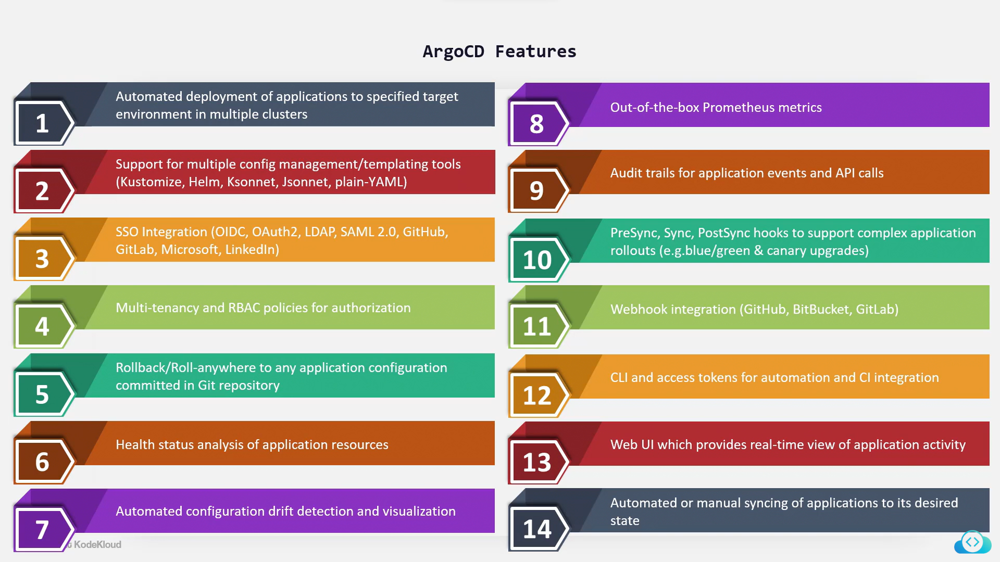 ArgoCD Features
1
Automated deployment of applications to specified target
environment in multiple clusters
2
Support for multiple config management/templating tools
(Kustomize, Helm, Ksonnet, Jsonnet, plain-YAML)
3
SSO Integration (OIDC, OAuth2, LDAP, SAML 2.0, GitHub,
GitLab, Microsoft, LinkedIn)
4
Multi-tenancy and RBAC policies for authorization
5
Rollback/Roll-anywhere to any application configuration
committed in Git repository
6
Health status analysis of application resources
7
Automated configuration drift detection and visualization
8
Out-of-the-box Prometheus metrics
9
Audit trails for application events and API calls
10
PreSync, Sync, PostSync hooks to support complex application
rollouts (e.g.blue/green & canary upgrades)
11
Webhook integration (GitHub, BitBucket, GitLab)
12
CLI and access tokens for automation and CI integration
13
Web UI which provides real-time view of application activity
14
Automated or manual syncing of applications to its desired
state
KodeKloud